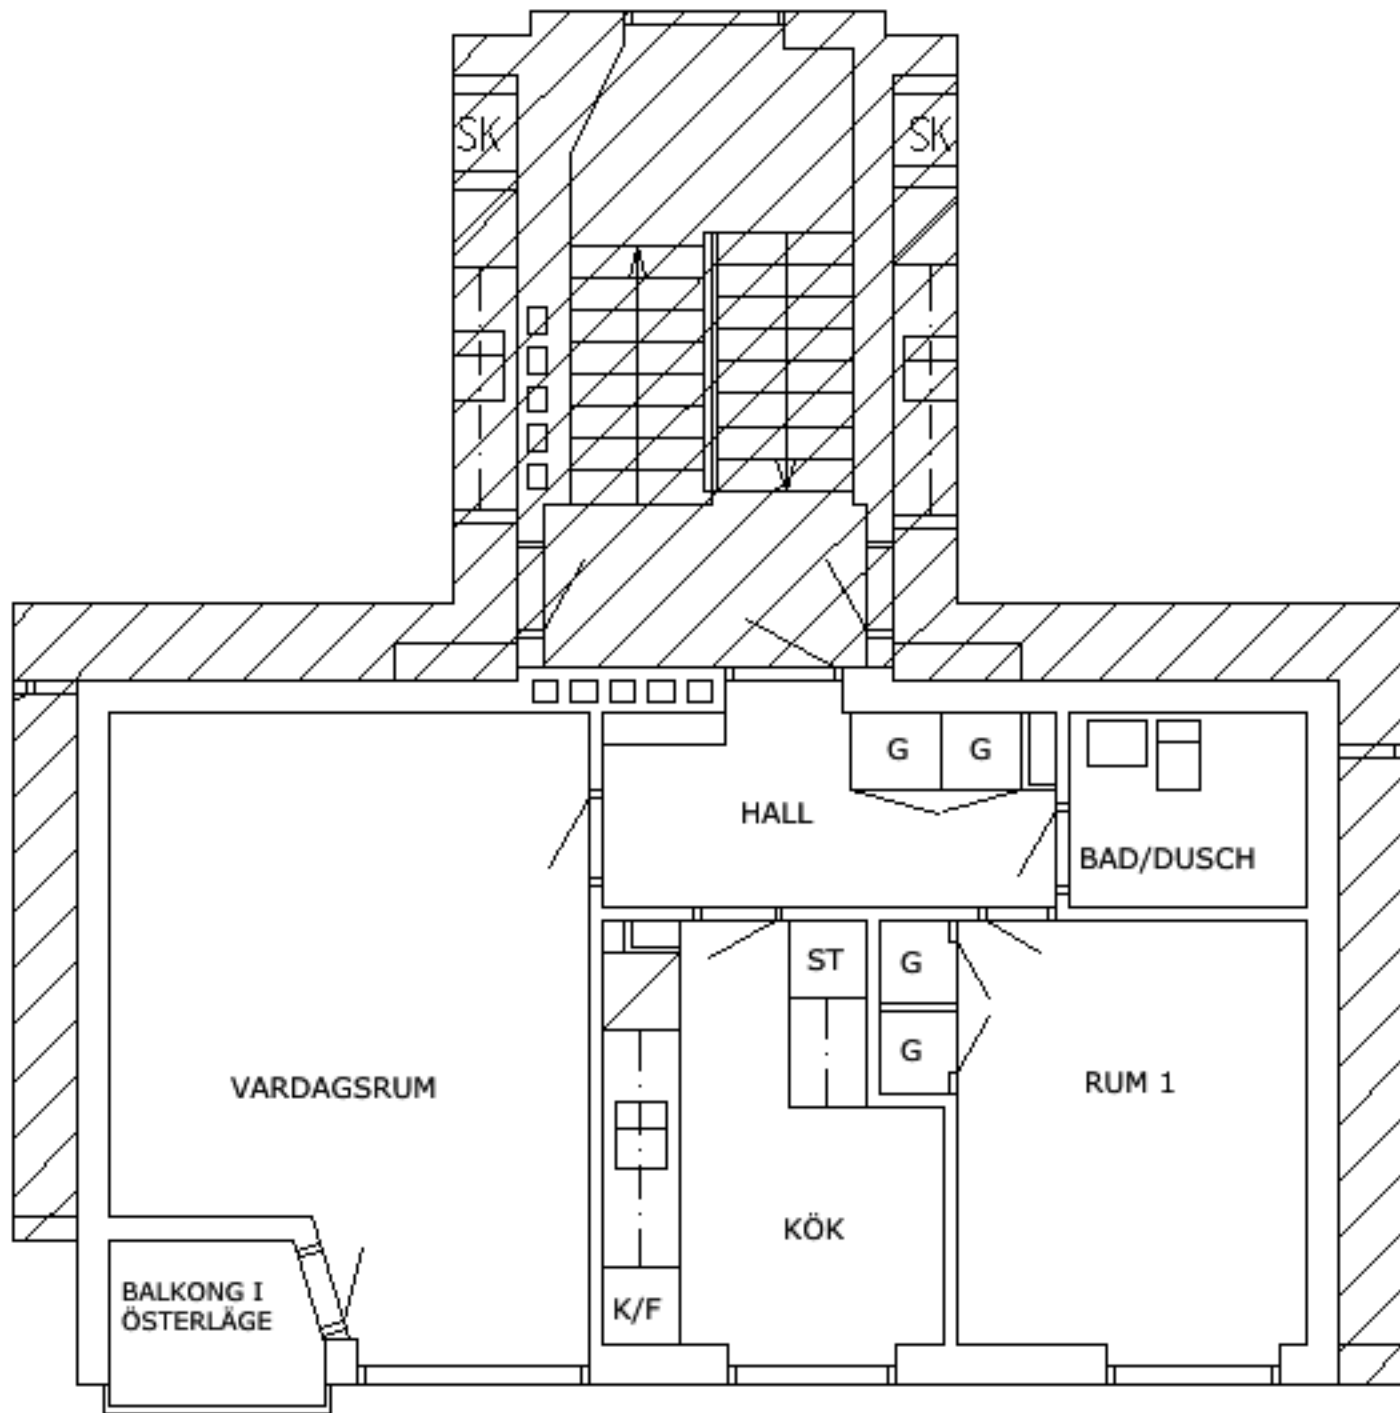 SK
SK
G
G
HALL
BAD/DUSCH
ST
G
G
VARDAGSRUM
RUM 1
KÖK
BALKONG I
ÖSTERLÄGE
K/F